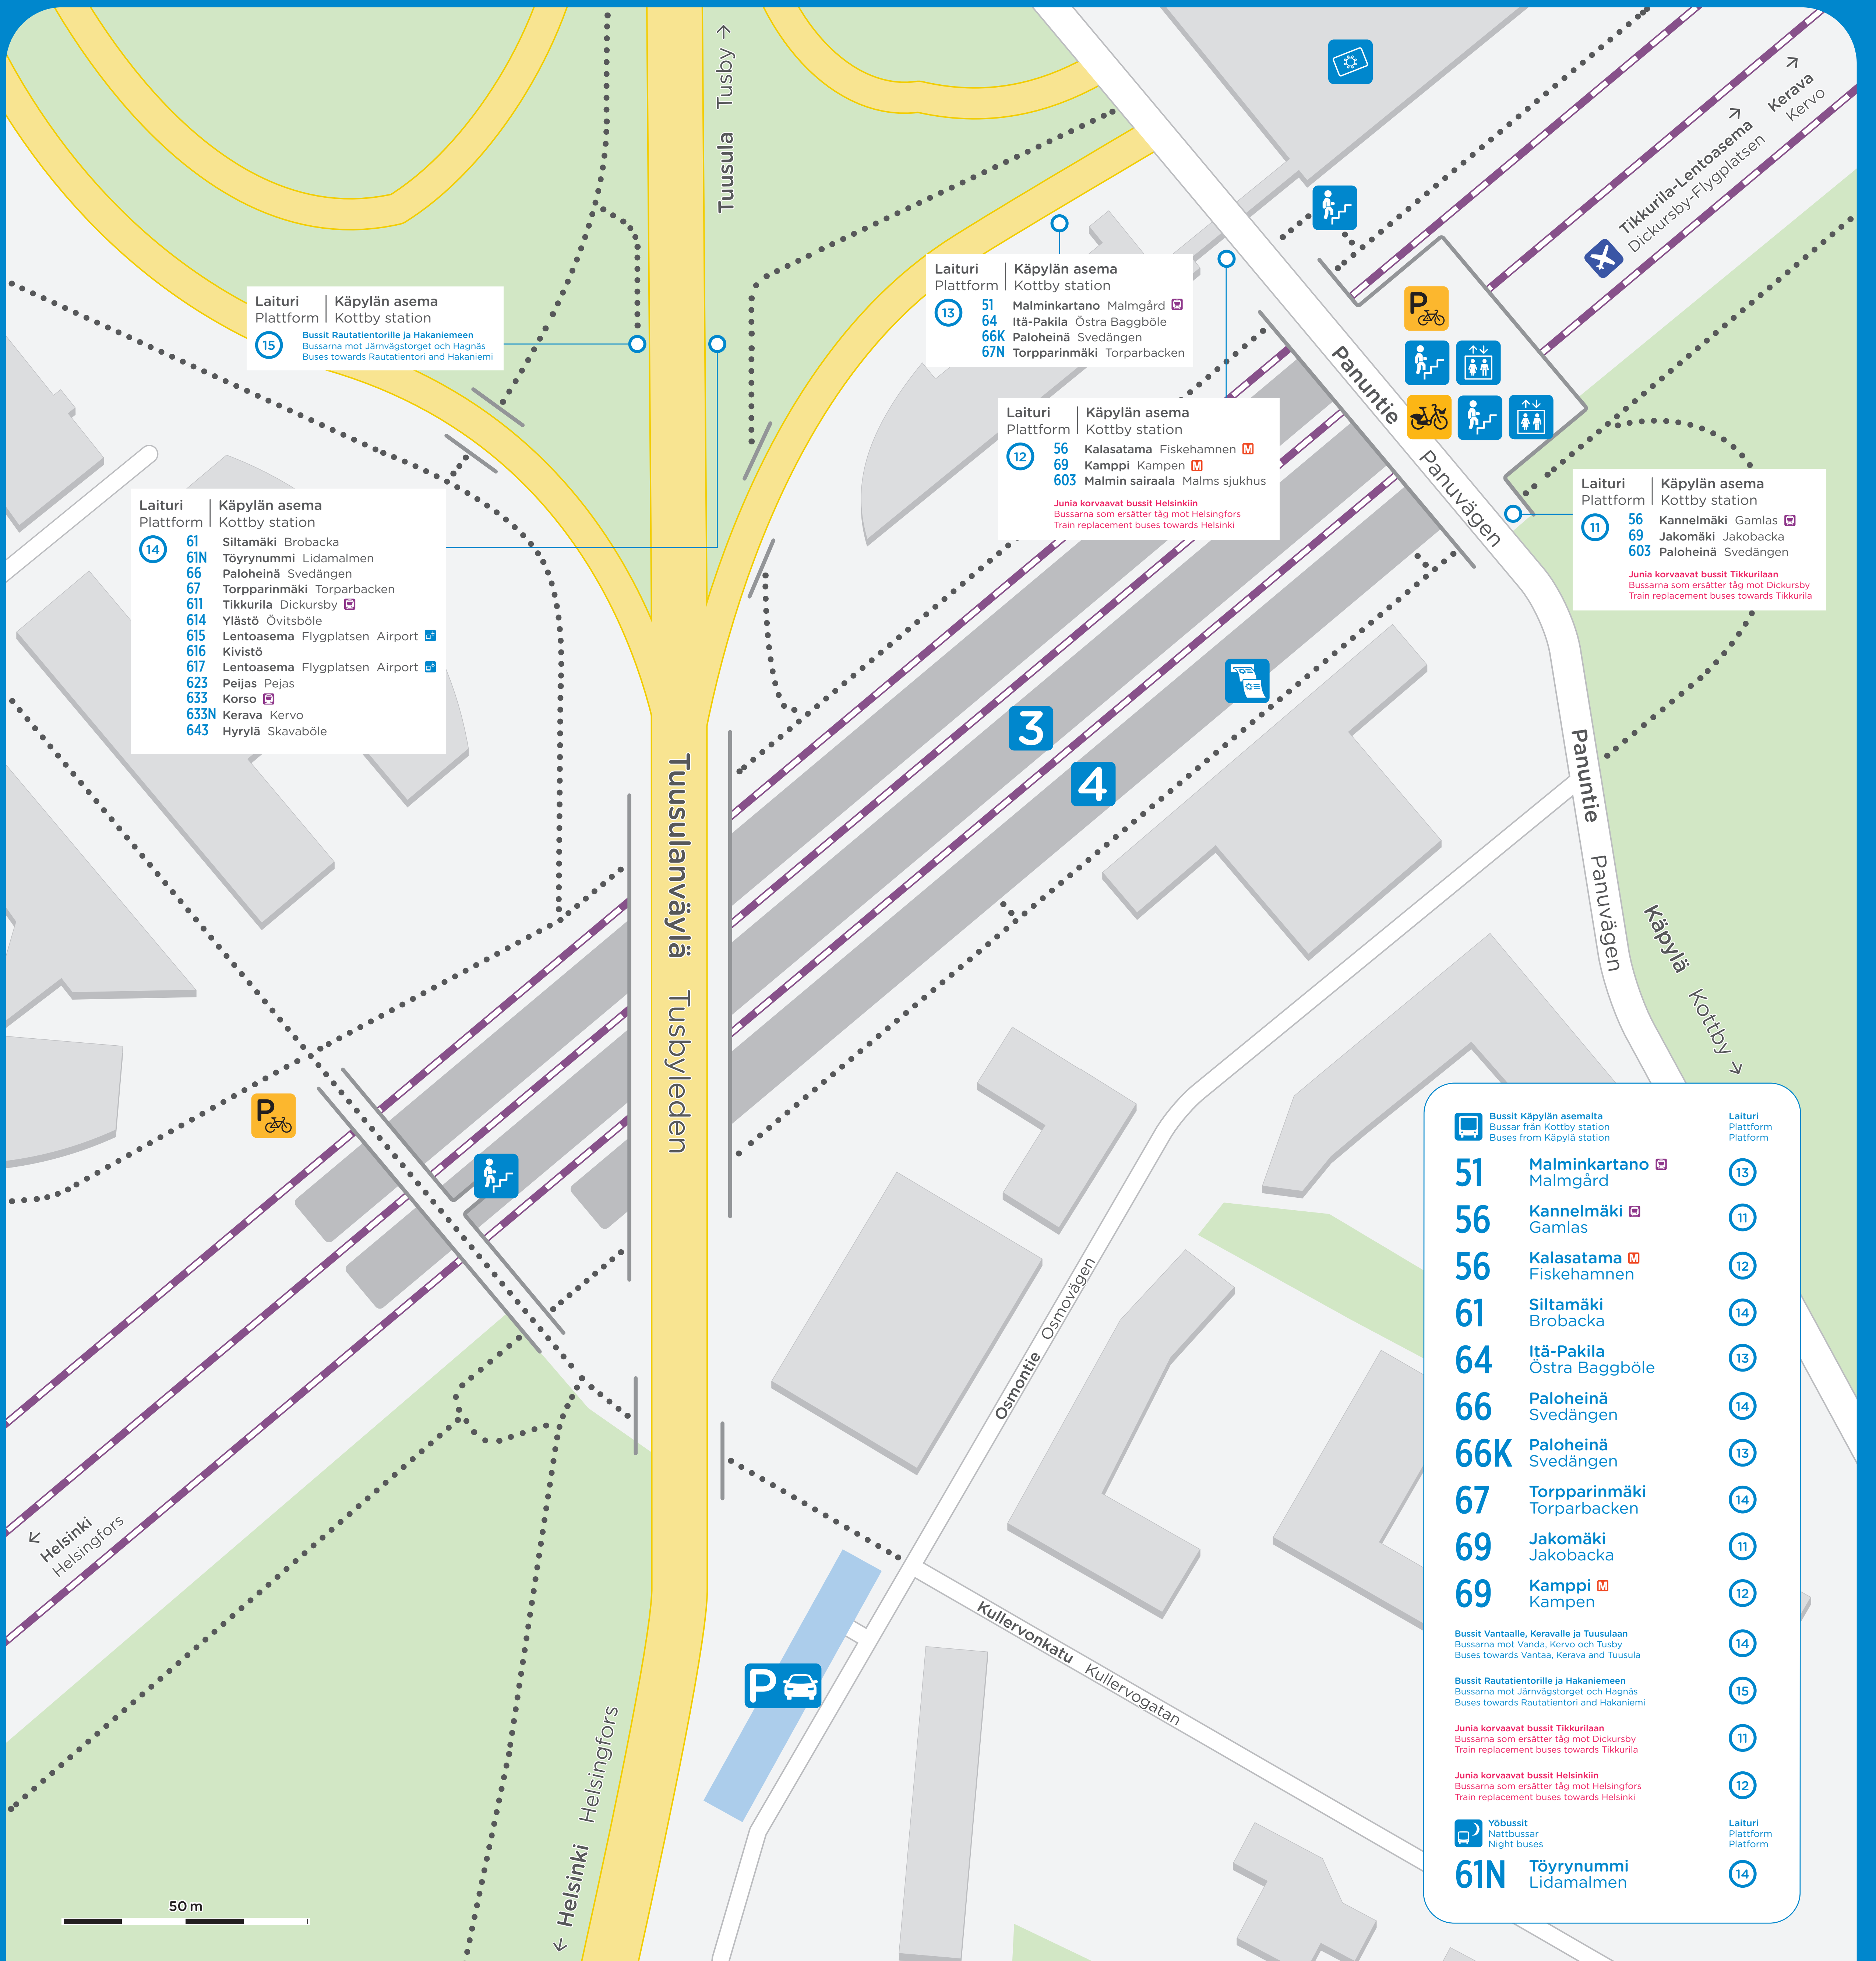 Tuusula Tusby →
Kerava →
Kervo
Tikkurila-Lentoasema →
Dickursby-Flygplatsen
Laituri Käpylän asema
Plattform Kottby station
15 Bussit Rautatientorille ja Hakaniemeen
Bussarna mot Järnvägstorget och Hagnäs
Buses towards Rautatientori and Hakaniemi
Laituri Käpylän asema
Plattform Kottby station
13 51 Malminkartano Malmgård
64 Itä-Pakila Östra Baggböle
66K Paloheinä Svedängen
67N Torpparinmäki Torparbacken
P
Panuntie Panuvägen
Laituri Käpylän asema
Plattform Kottby station
12 56 Kalasatama Fiskehamnen M
69 Kamppi Kampen M
603 Malmin sairaala Malms sjukhus
Junia korvaavat bussit Helsinkiin
Bussarna som ersätter tåg mot Helsingfors
Train replacement buses towards Helsinki
Laituri Käpylän asema
Plattform Kottby station
11 56 Kannelmäki Gamlas
69 Jakomäki Jakobacka
603 Paloheinä Svedängen
Junia korvaavat bussit Tikkurilaan
Bussarna som ersätter tåg mot Dickursby
Train replacement buses towards Tikkurila
Laituri Käpylän asema
Plattform Kottby station
14 61 Siltamäki Brobacka
61N Töyrynummi Lidamalmen
66 Paloheinä Svedängen
67 Torpparinmäki Torparbacken
611 Tikkurila Dickursby
614 Ylästö Övitsböle
615 Lentoasema Flygplatsen Airport
616 Kivistö
617 Lentoasema Flygplatsen Airport
623 Peijas Pejas
633 Korso
633N Kerava Kervo
643 Hyrylä Skavaböle
3
4
Tuusulanväylä Tusbyleden
Panuntie Panuvägen
Käpylä Kottby →
P
Osmontie Osmovägen
← Helsinki
Helsingfors
Kullervonkatu Kullervogatan
P
← Helsinki Helsingfors
50 m
Bussit Käpylän asemalta Laituri
Bussar från Kottby station Plattform
Buses from Käpylä station Platform
51 Malminkartano 13
Malmgård
56 Kannelmäki 11
Gamlas
56 Kalasatama M 12
Fiskehamnen
61 Siltamäki 14
Brobacka
64 Itä-Pakila 13
Östra Baggböle
66 Paloheinä 14
Svedängen
66K Paloheinä 13
Svedängen
67 Torpparinmäki 14
Torparbacken
69 Jakomäki 11
Jakobacka
69 Kamppi M 12
Kampen
Bussit Vantaalle, Keravalle ja Tuusulaan
Bussarna mot Vanda, Kervo och Tusby 14
Buses towards Vantaa, Kerava and Tuusula
Bussit Rautatientorille ja Hakaniemeen
Bussarna mot Järnvägstorget och Hagnäs 15
Buses towards Rautatientori and Hakaniemi
Junia korvaavat bussit Tikkurilaan
Bussarna som ersätter tåg mot Dickursby 11
Train replacement buses towards Tikkurila
Junia korvaavat bussit Helsinkiin
Bussarna som ersätter tåg mot Helsingfors 12
Train replacement buses towards Helsinki
Yöbussit Laituri
Nattbussar Plattform
Night buses Platform
61N Töyrynummi 14
Lidamalmen